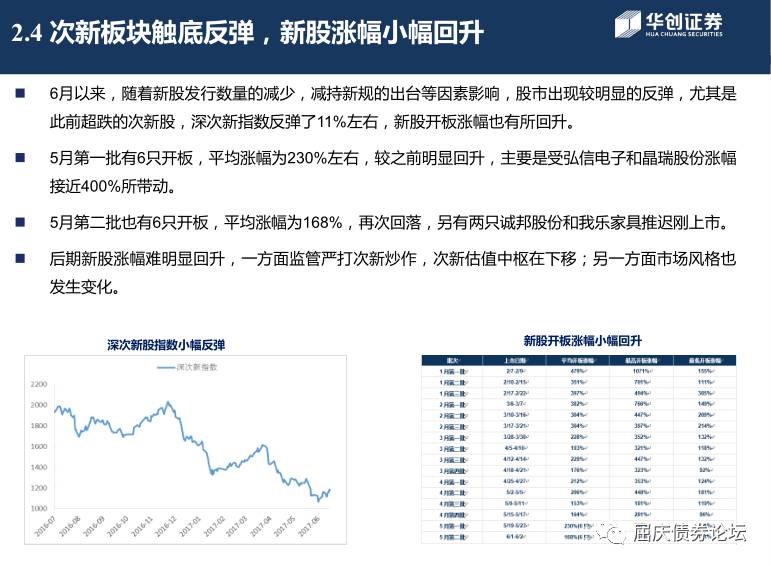 2.4 次新板块触底反弹，新股涨幅小幅回升
华创证券
HUA CHUANG SECURITIES
6月以来，随着新股发行数量的减少，减持新规的出台等因素影响，股市出现较明显的反弹，尤其是
此前超跌的次新股，深次新指数反弹了11%左右，新股开板涨幅也有所回升。
5月第一批有6只开板，平均涨幅为230%左右，较之前明显回升，主要是受弘信电子和晶瑞股份涨幅
接近400%所带动。
5月第二批也有6只开板，平均涨幅为168%，再次回落，另有两只诚邦股份和我乐家具推迟刚上市。
后期新股涨幅难明显回升，一方面监管严打次新炒作，次新估值中枢在下移；另一方面市场风格也
发生变化。
深次新股指数小幅反弹
深次新指数
2200
2000
1800
1600
1400
1200
1000
2016-07 2016-08 2016-09 2016-10 2016-11 2016-12 2017-01 2017-02 2017-03 2017-04 2017-05 2017-06
新股开板涨幅小幅回升
批次 上市日期 平均开板涨幅 最高开板涨幅 最低开板涨幅
1月第一批 2/7-2/9 479% 1071% 155%
1月第二批 2/10-2/15 351% 701% 111%
1月第三批 2/17-2/22 397% 494% 305%
2月第一批 3/6-3/7 382% 766% 149%
2月第二批 3/10-3/16 304% 447% 209%
2月第三批 3/17-3/21 304% 397% 214%
3月第一批 3/28-3/30 228% 352% 132%
3月第二批 4/5-4/10 193% 321% 118%
3月第三批 4/12-4/14 229% 447% 132%
3月第四批 4/18-4/21 176% 323% 92%
4月第一批 4/25-4/27 212% 353% 124%
4月第二批 5/2-5/5 206% 440% 101%
4月第三批 5/9-5/11 153% 181% 119%
4月第四批 5/15-5/17 164% 281% 86%
5月第一批 5/19-5/23
5月第二批 6/1-6/2
屈庆债券论坛